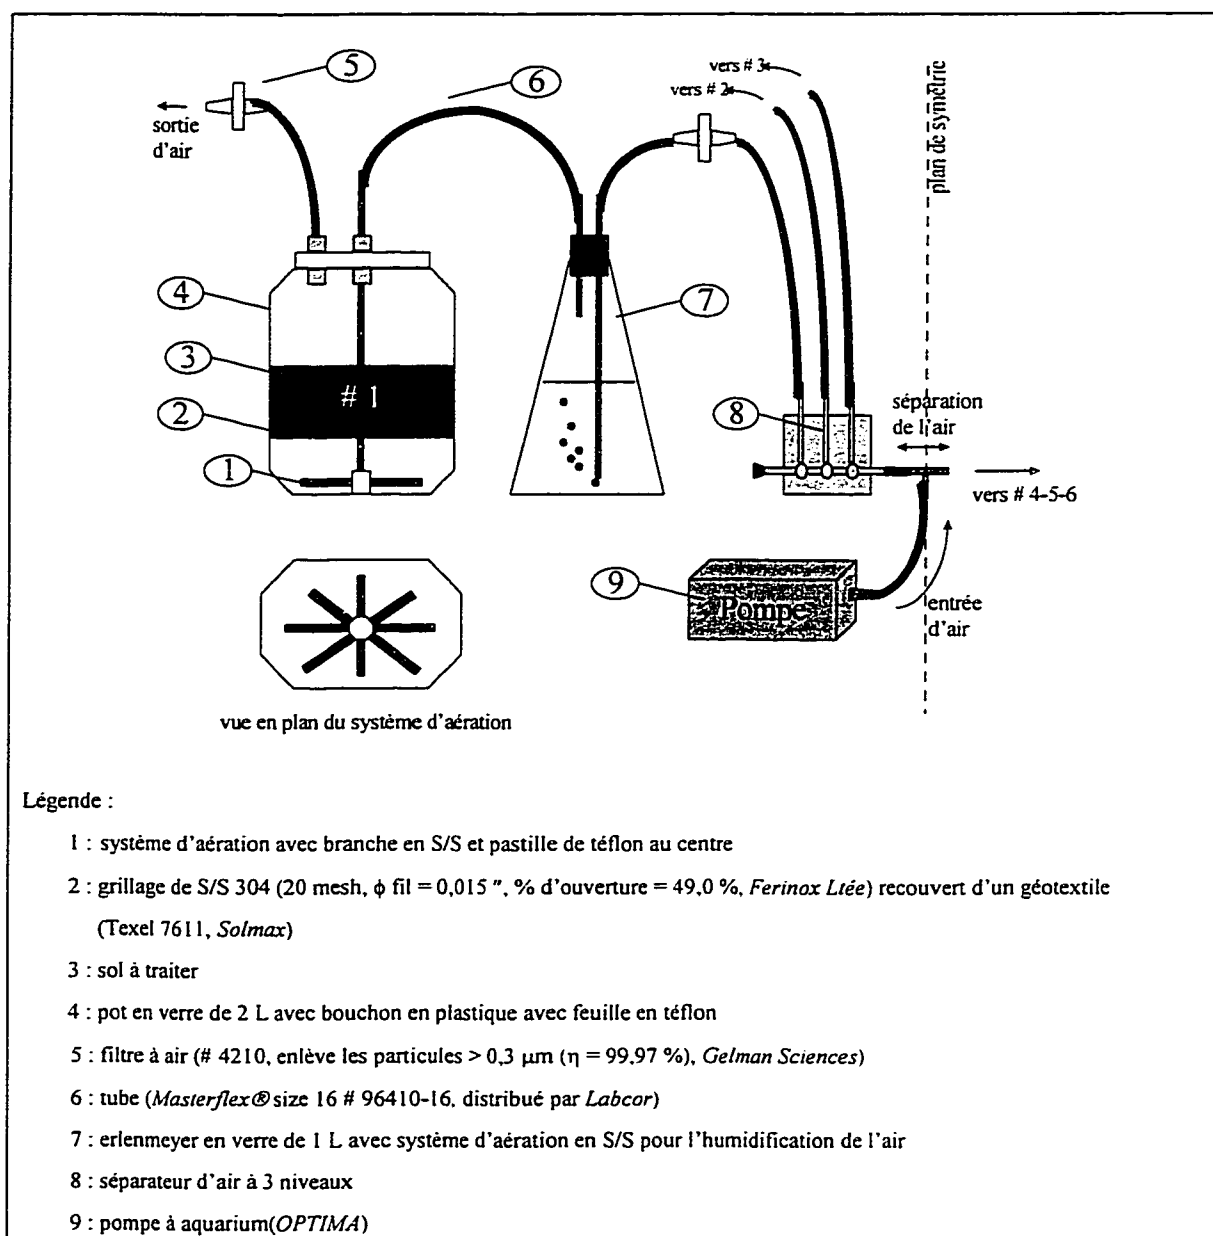 5
6
vers # 3
vers # 2
plan de symétrie
sortie
d'air
4
7
3
# 1
2
8
séparation
de l'air
1
vers # 4-5-6
9
Pompe
entrée
d'air
vue en plan du système d'aération
Légende :
1 : système d'aération avec branche en S/S et pastille de téflon au centre
2 : grillage de S/S 304 (20 mesh, ϕ fil = 0,015 ", % d'ouverture = 49,0 %, Ferinox Ltée) recouvert d'un géotextile
(Texel 7611, Solmax)
3 : sol à traiter
4 : pot en verre de 2 L avec bouchon en plastique avec feuille en téflon
5 : filtre à air (# 4210, enlève les particules > 0,3 µm (η = 99,97 %), Gelman Sciences)
6 : tube (Masterflex® size 16 # 96410-16, distribué par Labcor)
7 : erlenmeyer en verre de 1 L avec système d'aération en S/S pour l'humidification de l'air
8 : séparateur d'air à 3 niveaux
9 : pompe à aquarium(OPTIMA)